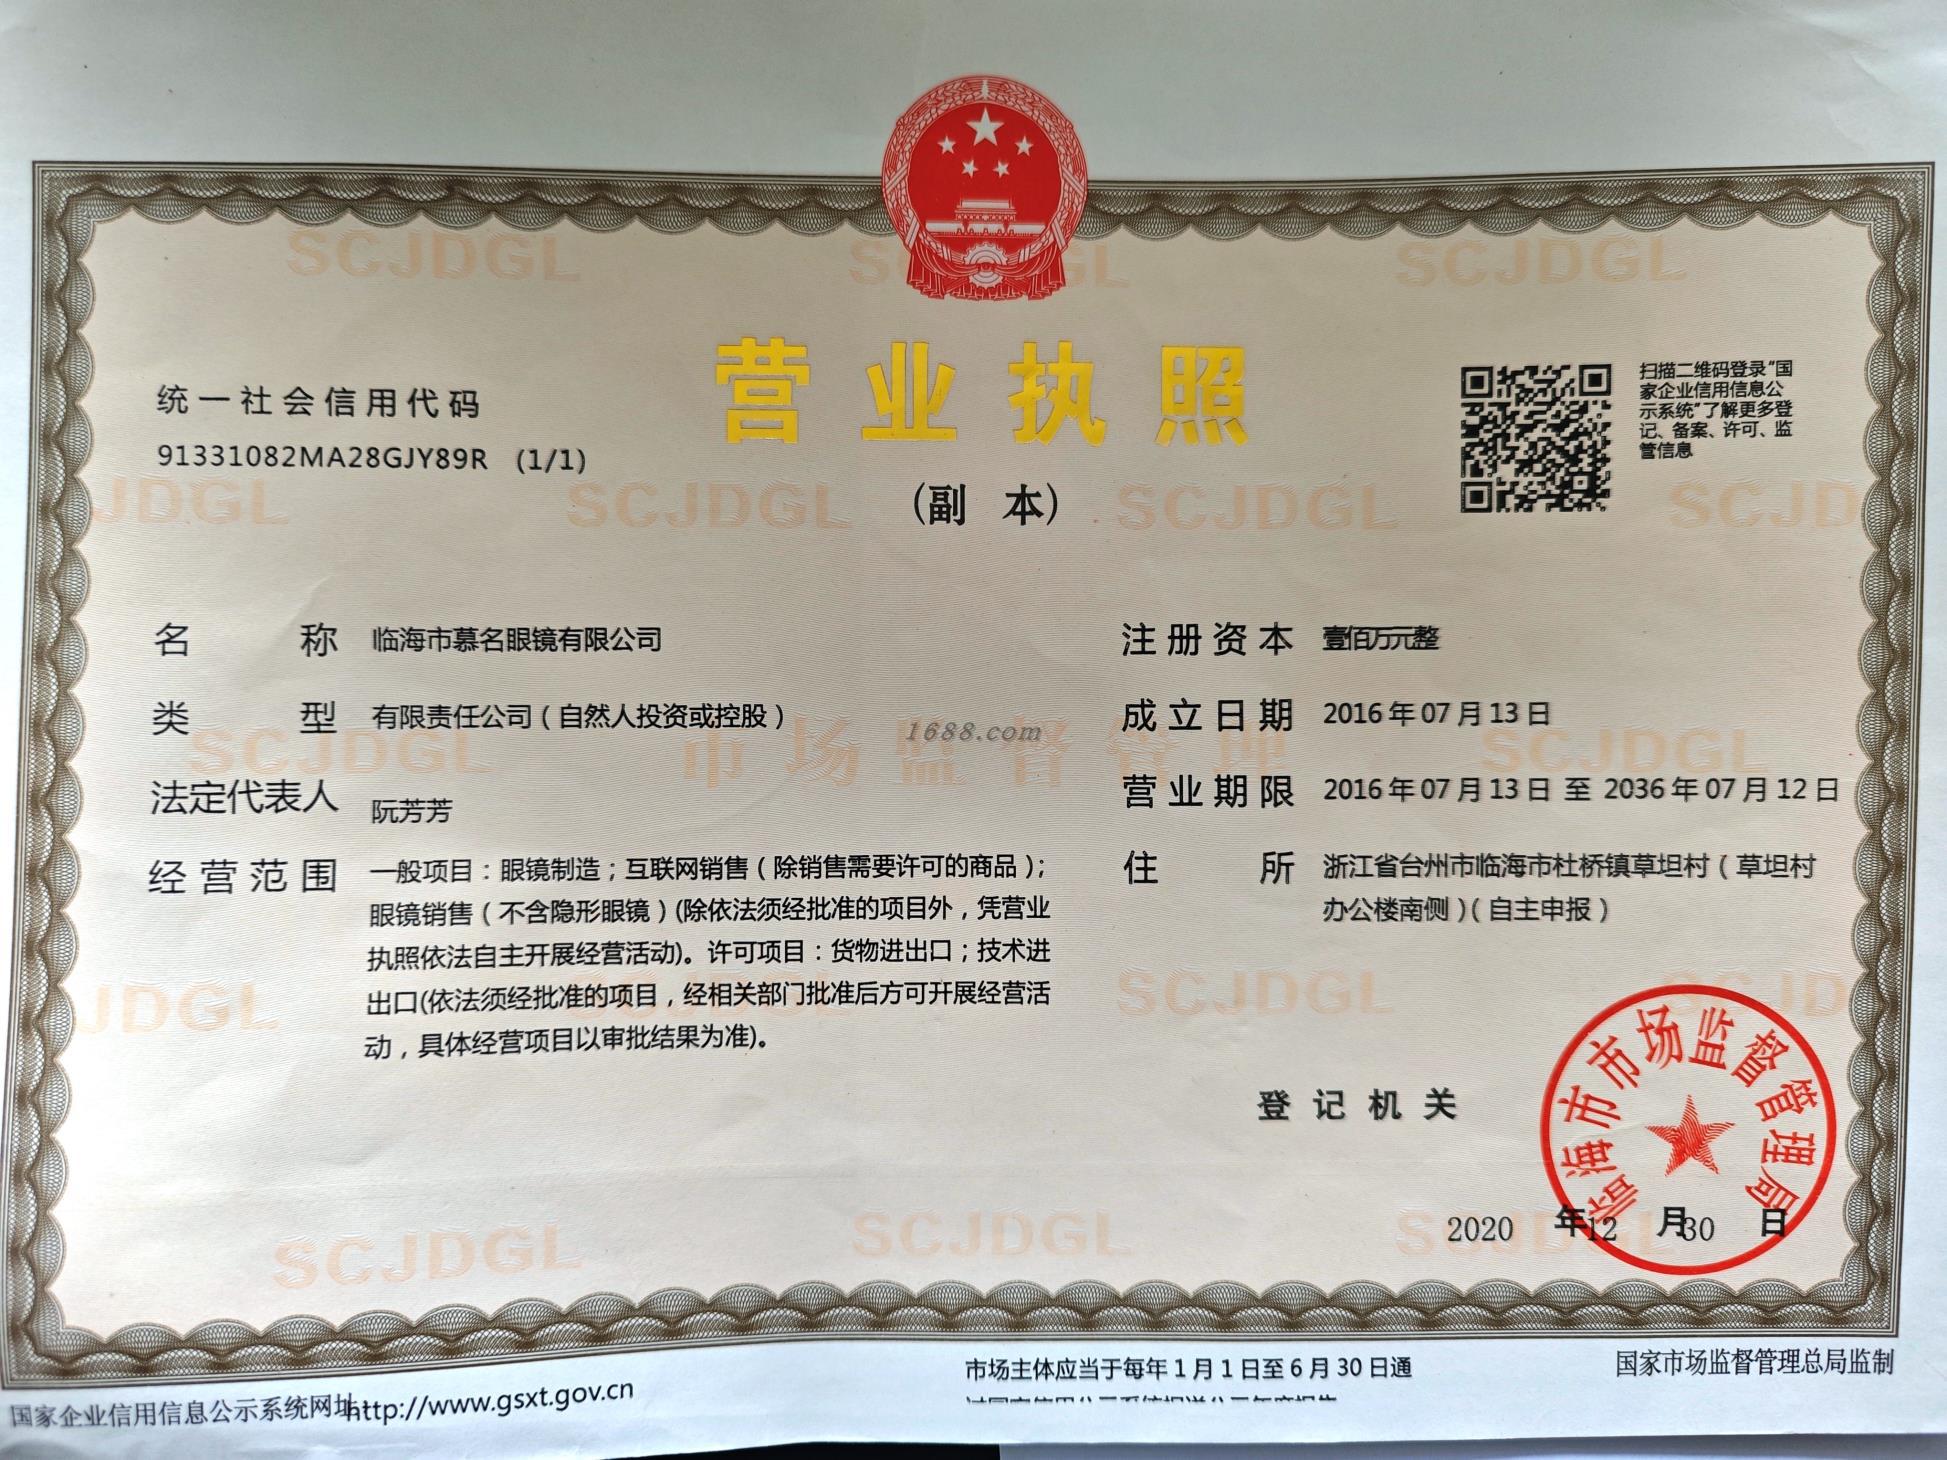 营业执照
（副 本）
统一社会信用代码
91331082MA28GJY89R (1/1)
扫描二维码登录“国
家企业信用信息公
示系统”了解更多登
记、备案、许可、监
管信息
名 称 临海市慕名眼镜有限公司
类 型 有限责任公司（自然人投资或控股）
法定代表人 阮芳芳
经营范围 一般项目：眼镜制造；互联网销售（除销售需要许可的商品）；
眼镜销售（不含隐形眼镜）(除依法须经批准的项目外，凭营业
执照依法自主开展经营活动)。许可项目：货物进出口；技术进
出口(依法须经批准的项目，经相关部门批准后方可开展经营活
动，具体经营项目以审批结果为准)。
注册资本 壹佰万元整
成立日期 2016年07月13日
营业期限 2016年07月13日 至 2036年07月12日
住 所 浙江省台州市临海市杜桥镇草坦村（草坦村
办公楼南侧）（自主申报）
1688.com
市场监督管理
SCJDGL
登记机关
临海市市场监督管理局
2020 年12 月30 日
国家企业信用信息公示系统网址http://www.gsxt.gov.cn
市场主体应当于每年1月1日至6月30日通
国家市场监督管理总局监制